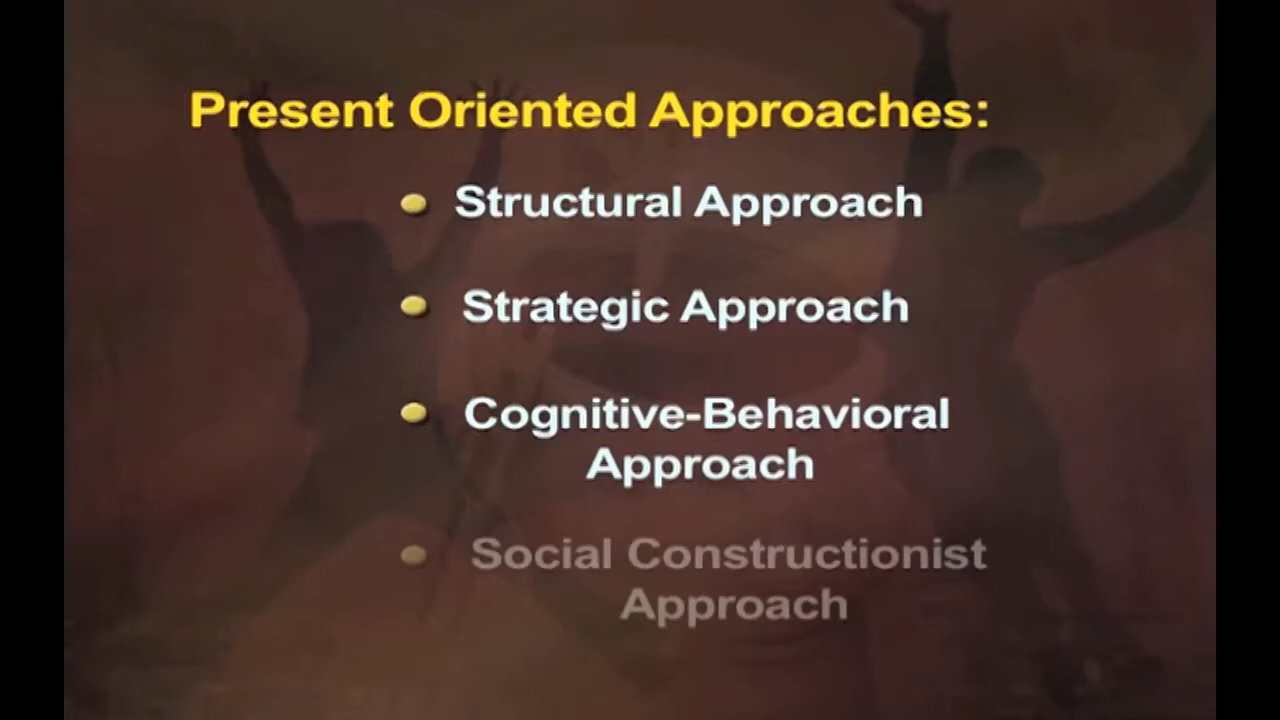 Present Oriented Approaches:
Structural Approach
Strategic Approach
Cognitive-Behavioral
Approach
Social Constructionist
Approach